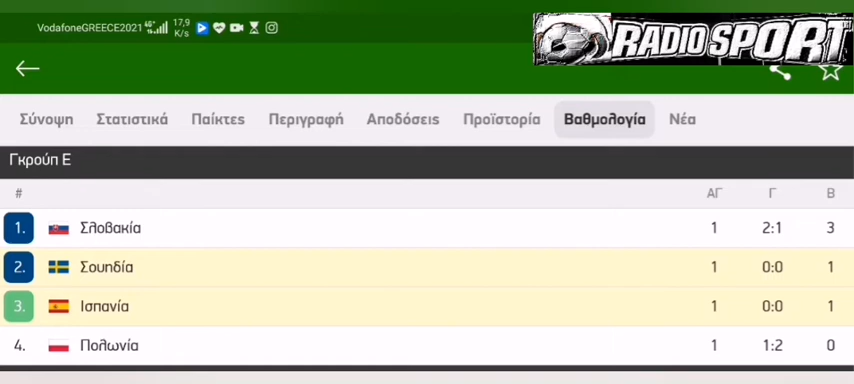 VodafoneGREECE2021 4G+ 17,9 K/s
RADIO SPORT
Σύνοψη Στατιστικά Παίκτες Περιγραφή Αποδόσεις Προϊστορία Βαθμολογία Νέα
Γκρούπ Ε
# ΑΓ Γ Β
1. Σλοβακία 1 2:1 3
2. Σουηδία 1 0:0 1
3. Ισπανία 1 0:0 1
4. Πολωνία 1 1:2 0